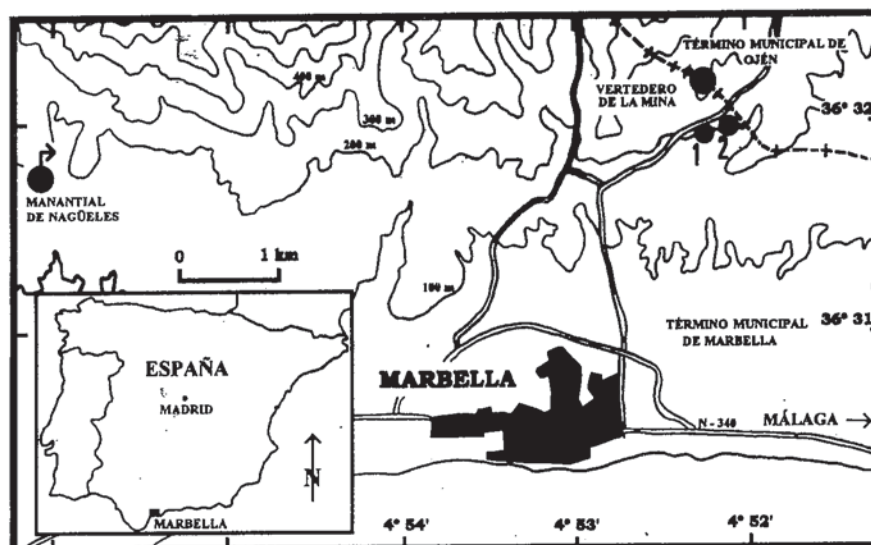 TÉRMINO MUNICIPAL DE
OJÉN
400 m
VERTEDERO
DE LA MINA
36° 32
300 m
200 m
1
2
MANANTIAL
DE NAGÜELES
0 1 km
100 m
TÉRMINO MUNICIPAL
DE MARBELLA
36° 31
ESPAÑA
MADRID
MARBELLA
N - 340
MÁLAGA →
N
MARBELLA
4° 54'
4° 53'
4° 52'